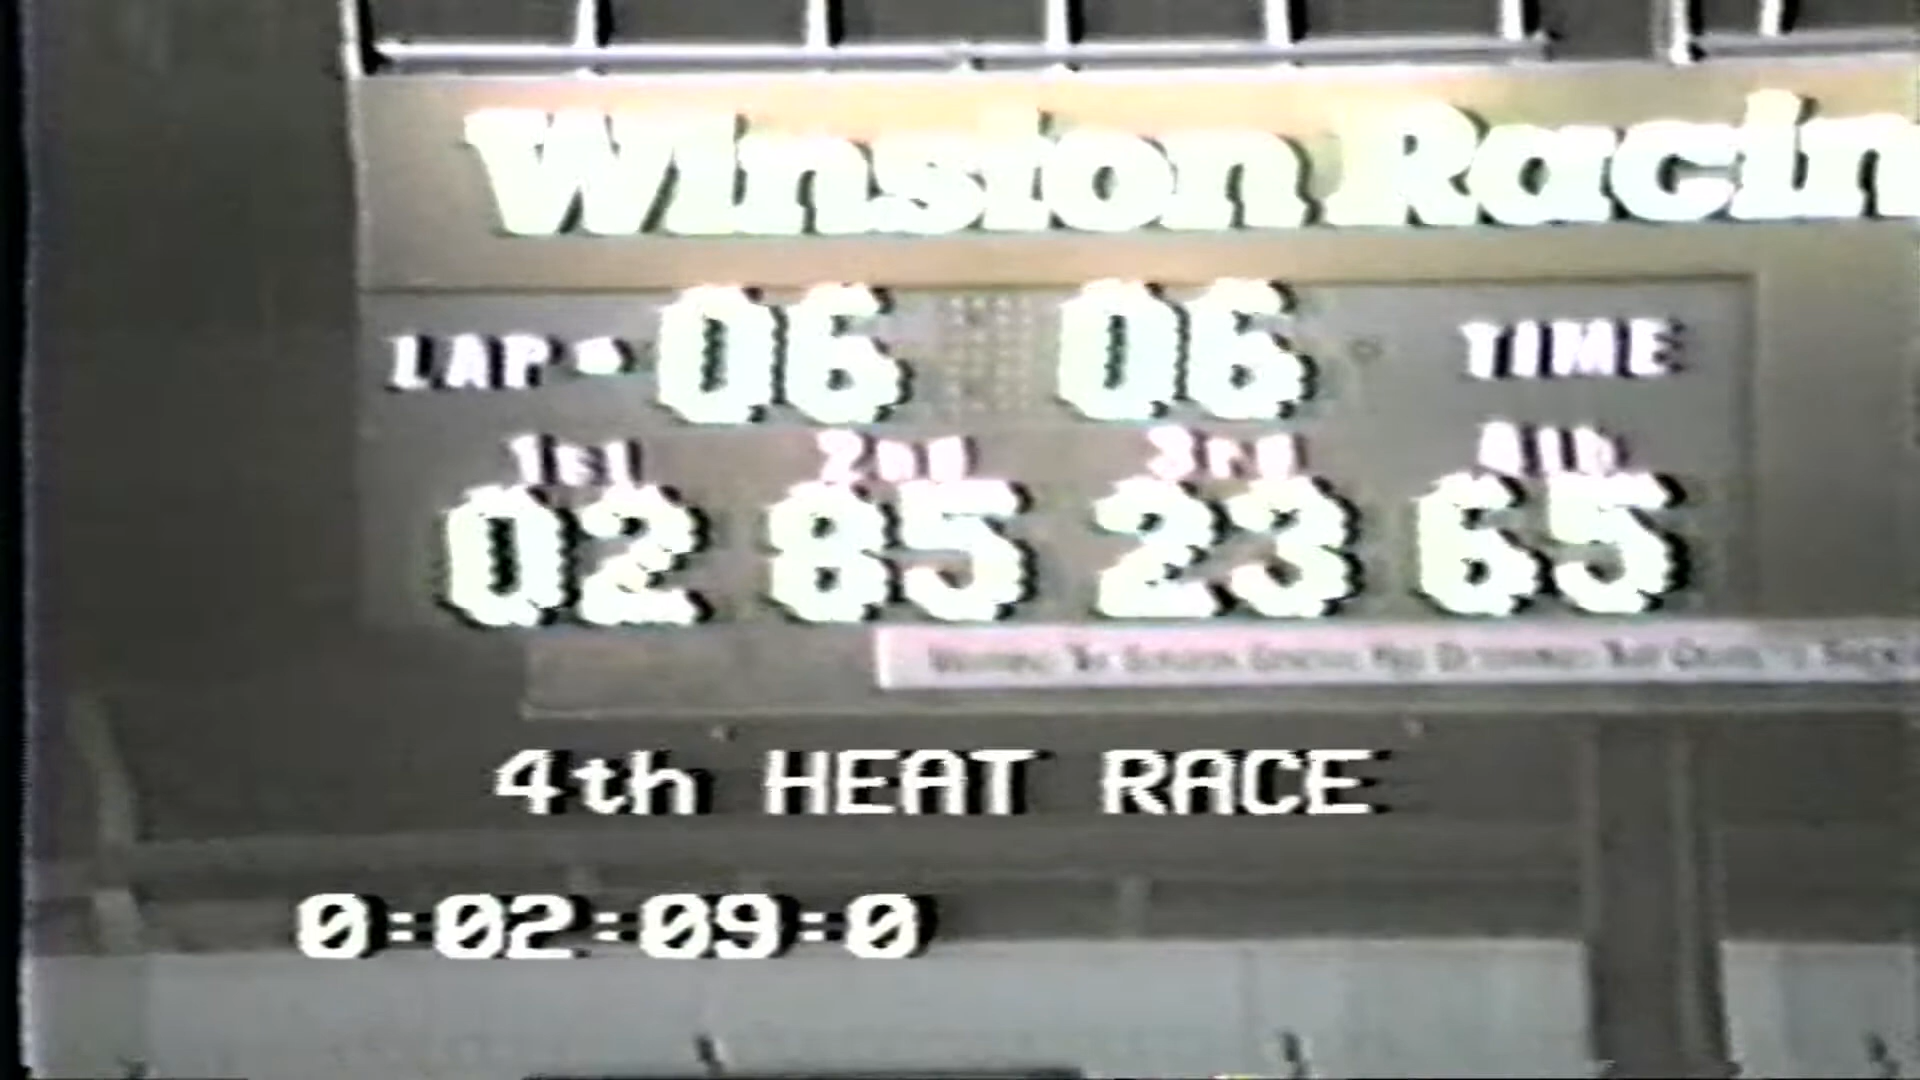 Winston Racin
LAP 06 06 TIME
1st 2nd 3rd 4th
02 85 23 65
4th HEAT RACE
0:02:09:0